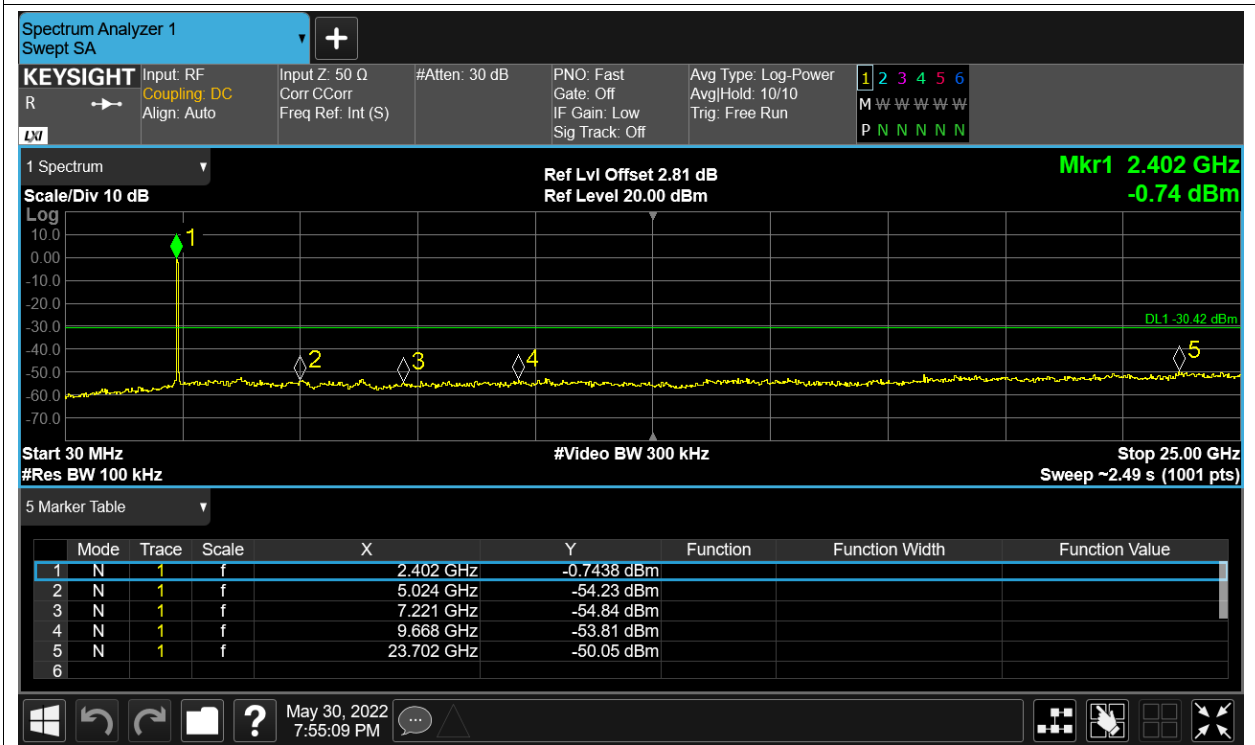 Spectrum Analyzer 1
Swept SA
+
KEYSIGHT
R
LXI
Input: RF
Coupling: DC
Align: Auto
Input Z: 50 Ω
Corr CCorr
Freq Ref: Int (S)
#Atten: 30 dB
PNO: Fast
Gate: Off
IF Gain: Low
Sig Track: Off
Avg Type: Log-Power
Avg|Hold: 10/10
Trig: Free Run
1 2 3 4 5 6
M W W W W W
P N N N N N
1 Spectrum
Scale/Div 10 dB
Ref Lvl Offset 2.81 dB
Ref Level 20.00 dBm
Mkr1 2.402 GHz
-0.74 dBm
Log
10.0
0.00
-10.0
-20.0
-30.0
-40.0
-50.0
-60.0
-70.0
1
2
3
4
5
DL1 -30.42 dBm
Start 30 MHz
#Video BW 300 kHz
Stop 25.00 GHz
#Res BW 100 kHz
Sweep ~2.49 s (1001 pts)
5 Marker Table
Mode Trace Scale X Y Function Function Width Function Value
1 N 1 f 2.402 GHz -0.7438 dBm
2 N 1 f 5.024 GHz -54.23 dBm
3 N 1 f 7.221 GHz -54.84 dBm
4 N 1 f 9.668 GHz -53.81 dBm
5 N 1 f 23.702 GHz -50.05 dBm
6
?
May 30, 2022
7:55:09 PM